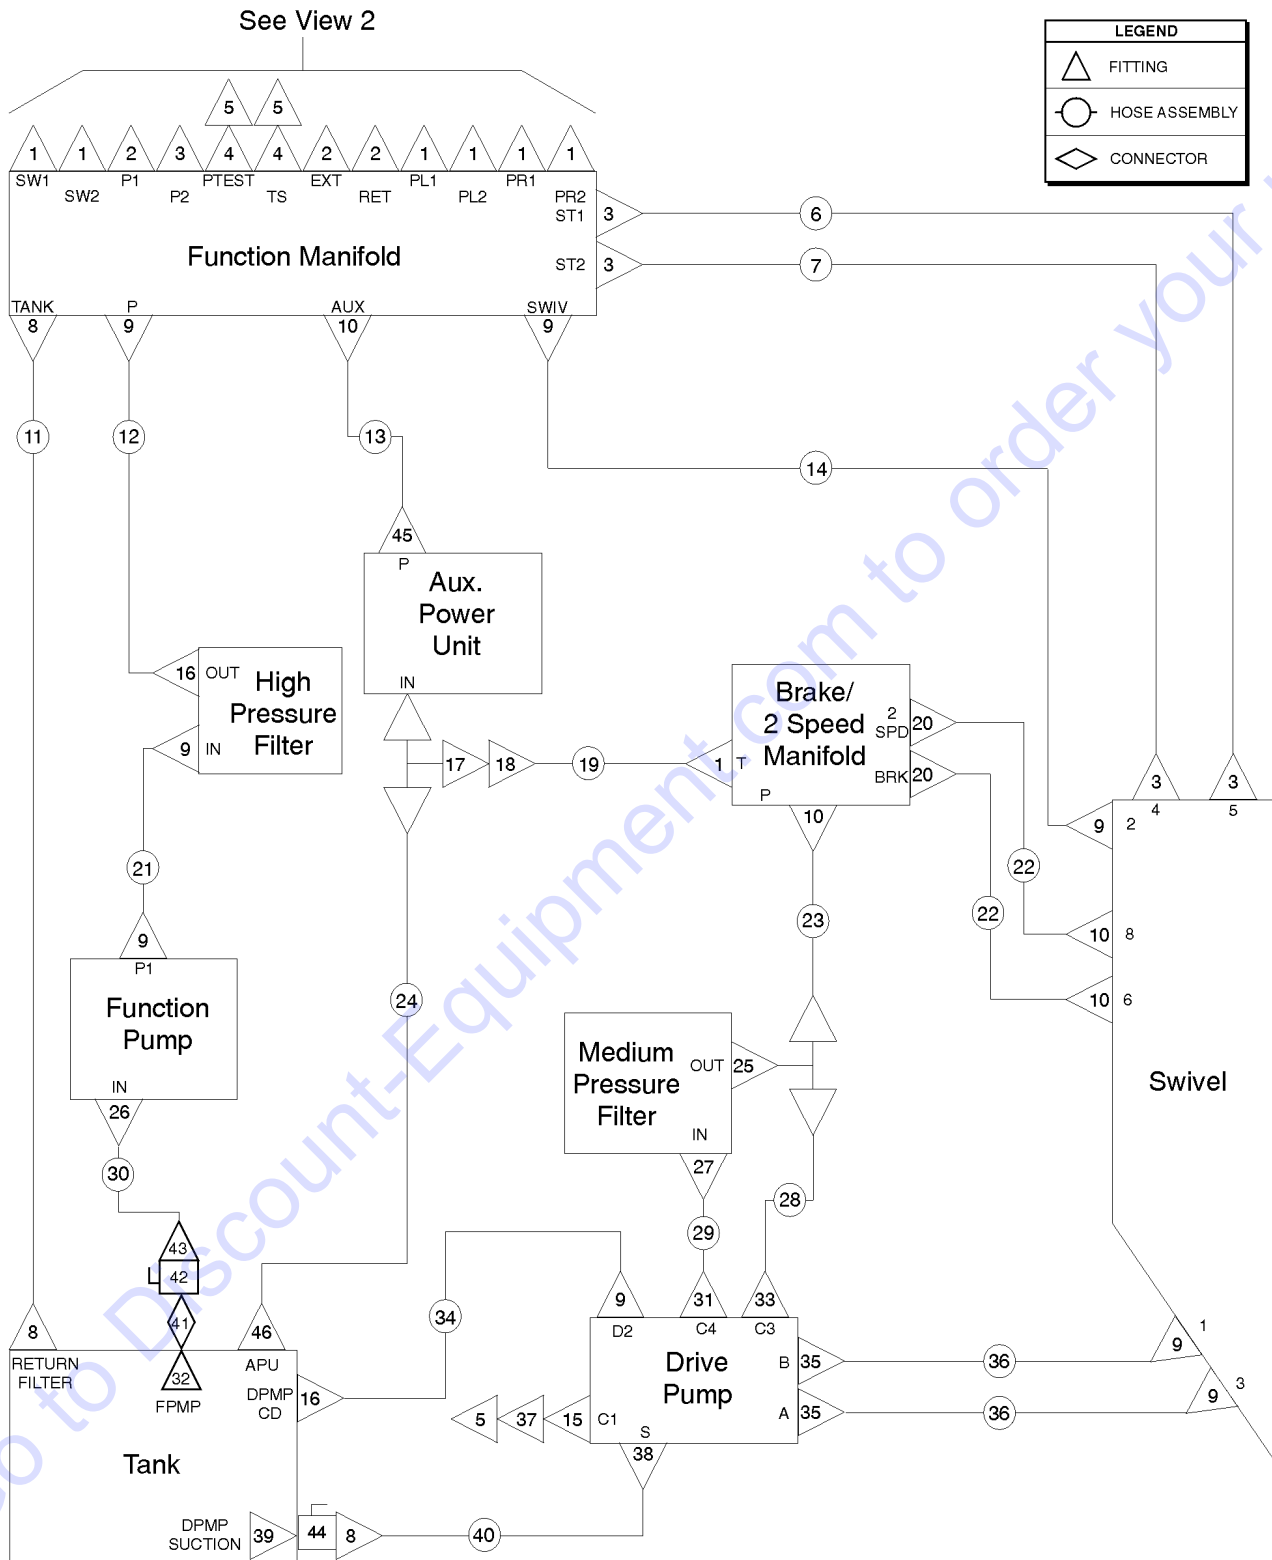 See View 2
LEGEND
FITTING
HOSE ASSEMBLY
CONNECTOR
5 5
1 1 2 3 4 4 2 2 1 1 1 1
SW1 SW2 P1 P2 PTEST TS EXT RET PL1 PL2 PR1 PR2
ST1 3 6
Function Manifold
ST2 3 7
TANK P AUX SWIV
8 9 10 9
11 12 13
14
45
P
Aux.
Power
Unit
IN
16 OUT
High
Pressure
Filter
9 IN
Brake/
2 Speed
Manifold
2
SPD 20
BRK 20
17 18 19 1 T
P
10
3 3
4 5
9 2
21
22
22
23
10 8
10 6
9
P1
Function
Pump
IN
26
24
Medium
Pressure
Filter
OUT 25
IN
27
Swivel
30
28
29
43
42
41
32
FPMP
34
9 31 33
D2 C4 C3
8
RETURN
FILTER
46
APU
DPMP
CD
16
Drive
Pump
B 35 36 9 1
A 35 36 9 3
5 37 15 C1
S
38
Tank
DPMP
SUCTION
39 44 8 40
to Discount-Equipment.com to order your